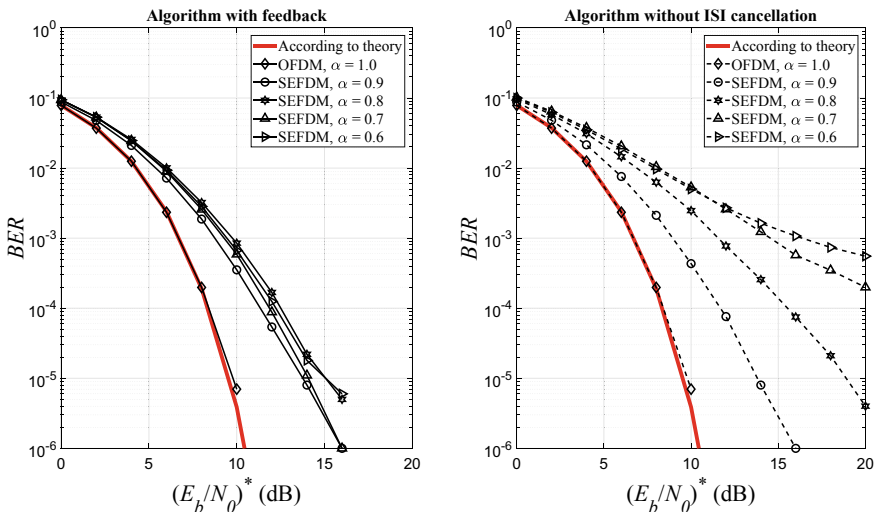 Algorithm with feedback
10^0
10^-1
10^-2
10^-3
10^-4
10^-5
10^-6
BER
According to theory
OFDM, α = 1.0
SEFDM, α = 0.9
SEFDM, α = 0.8
SEFDM, α = 0.7
SEFDM, α = 0.6
0 5 10 15 20
(E_b/N_0)^* (dB)
Algorithm without ISI cancellation
10^0
10^-1
10^-2
10^-3
10^-4
10^-5
10^-6
BER
According to theory
OFDM, α = 1.0
SEFDM, α = 0.9
SEFDM, α = 0.8
SEFDM, α = 0.7
SEFDM, α = 0.6
0 5 10 15 20
(E_b/N_0)^* (dB)